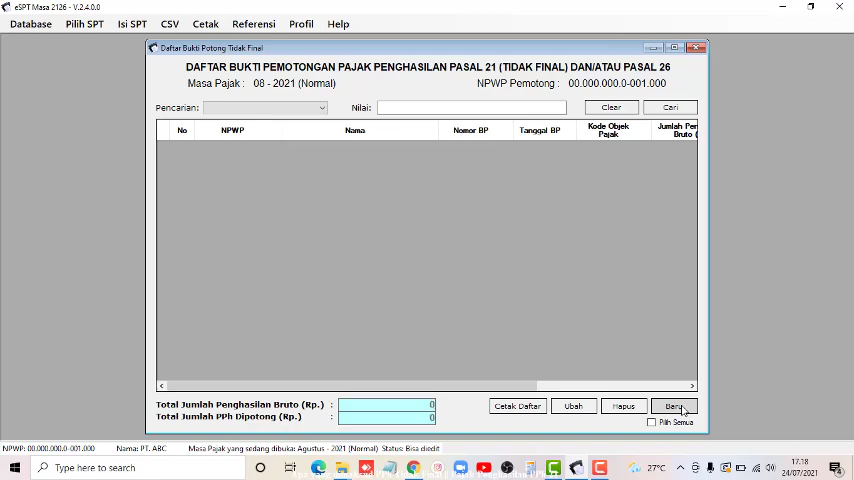 eSPT Masa 2126 - V.2.4.0.0
Database Pilih SPT Isi SPT CSV Cetak Referensi Profil Help
Daftar Bukti Potong Tidak Final
DAFTAR BUKTI PEMOTONGAN PAJAK PENGHASILAN PASAL 21 (TIDAK FINAL) DAN/ATAU PASAL 26
Masa Pajak : 08 - 2021 (Normal) NPWP Pemotong : 00.000.000.0-001.000
Pencarian: Nilai: Clear Cari
No NPWP Nama Nomor BP Tanggal BP Kode Objek Pajak Jumlah Pen Bruto (
Total Jumlah Penghasilan Bruto (Rp.) : 0 Cetak Daftar Ubah Hapus Baru
Total Jumlah PPh Dipotong (Rp.) : 0 Pilih Semua
NPWP: 00.000.000.0-001.000 Nama: PT. ABC Masa Pajak yang sedang dibuka: Agustus - 2021 (Normal) Status: Bisa diedit
Type here to search 27°C 17.18
24/07/2021 4